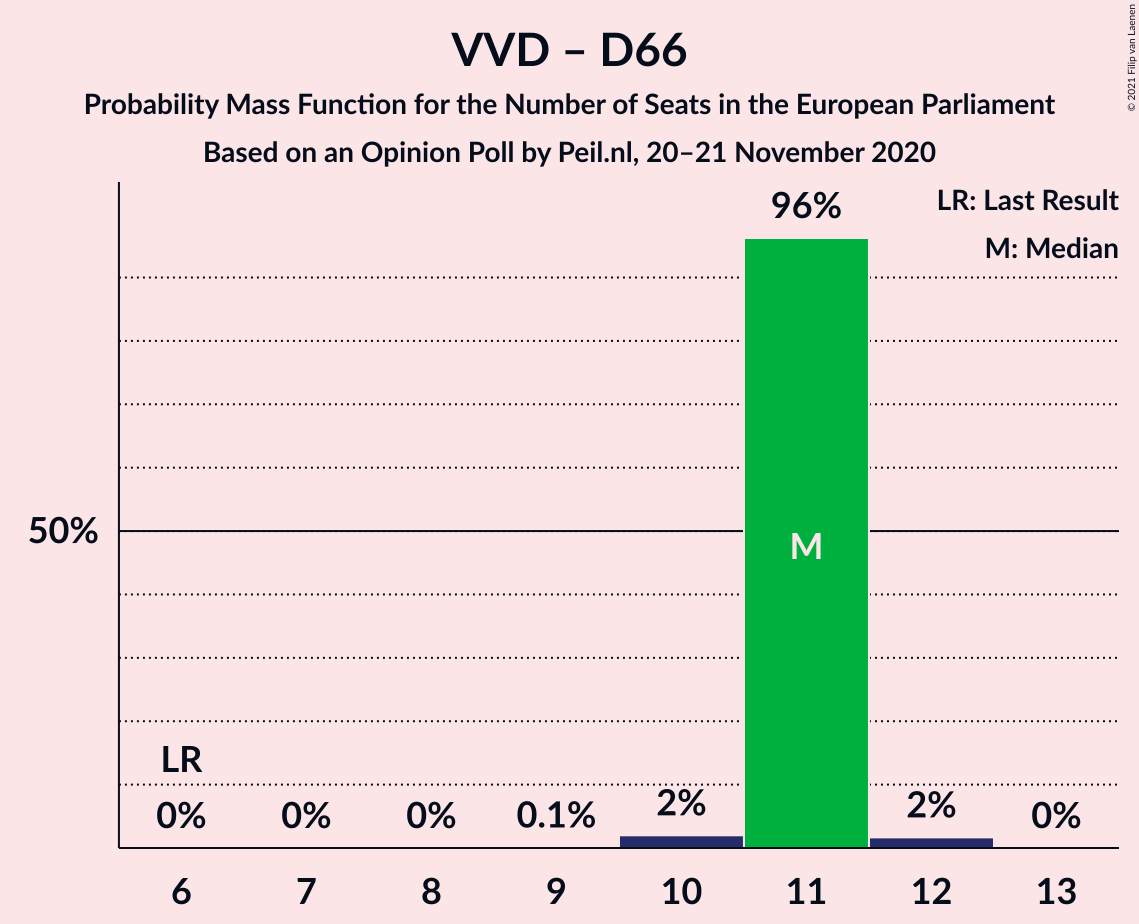 VVD – D66
Probability Mass Function for the Number of Seats in the European Parliament
Based on an Opinion Poll by Peil.nl, 20–21 November 2020
© 2021 Filip van Laenen
LR: Last Result
M: Median
96%
50%
M
LR
0%
0%
0%
0.1%
2%
2%
0%
6
7
8
9
10
11
12
13